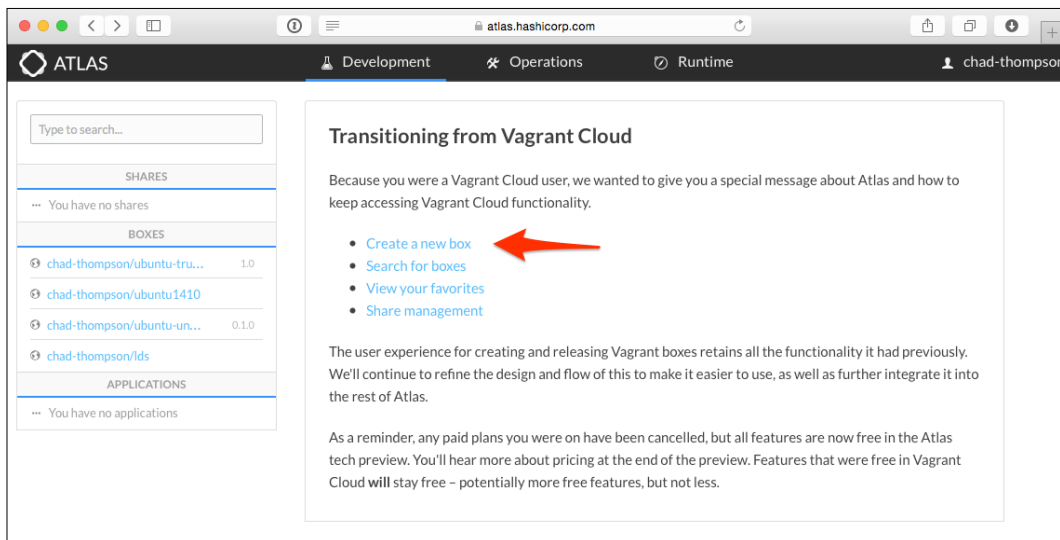 atlas.hashicorp.com
ATLAS
Development
Operations
Runtime
chad-thompson
Type to search...
SHARES
You have no shares
BOXES
chad-thompson/ubuntu-tru... 1.0
chad-thompson/ubuntu1410
chad-thompson/ubuntu-un... 0.1.0
chad-thompson/lds
APPLICATIONS
You have no applications
Transitioning from Vagrant Cloud
Because you were a Vagrant Cloud user, we wanted to give you a special message about Atlas and how to
keep accessing Vagrant Cloud functionality.
• Create a new box
• Search for boxes
• View your favorites
• Share management
The user experience for creating and releasing Vagrant boxes retains all the functionality it had previously.
We'll continue to refine the design and flow of this to make it easier to use, as well as further integrate it into
the rest of Atlas.
As a reminder, any paid plans you were on have been cancelled, but all features are now free in the Atlas
tech preview. You'll hear more about pricing at the end of the preview. Features that were free in Vagrant
Cloud will stay free – potentially more free features, but not less.